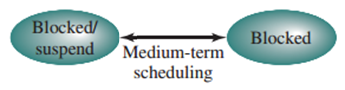 Blocked/
suspend
Medium-term
scheduling
Blocked